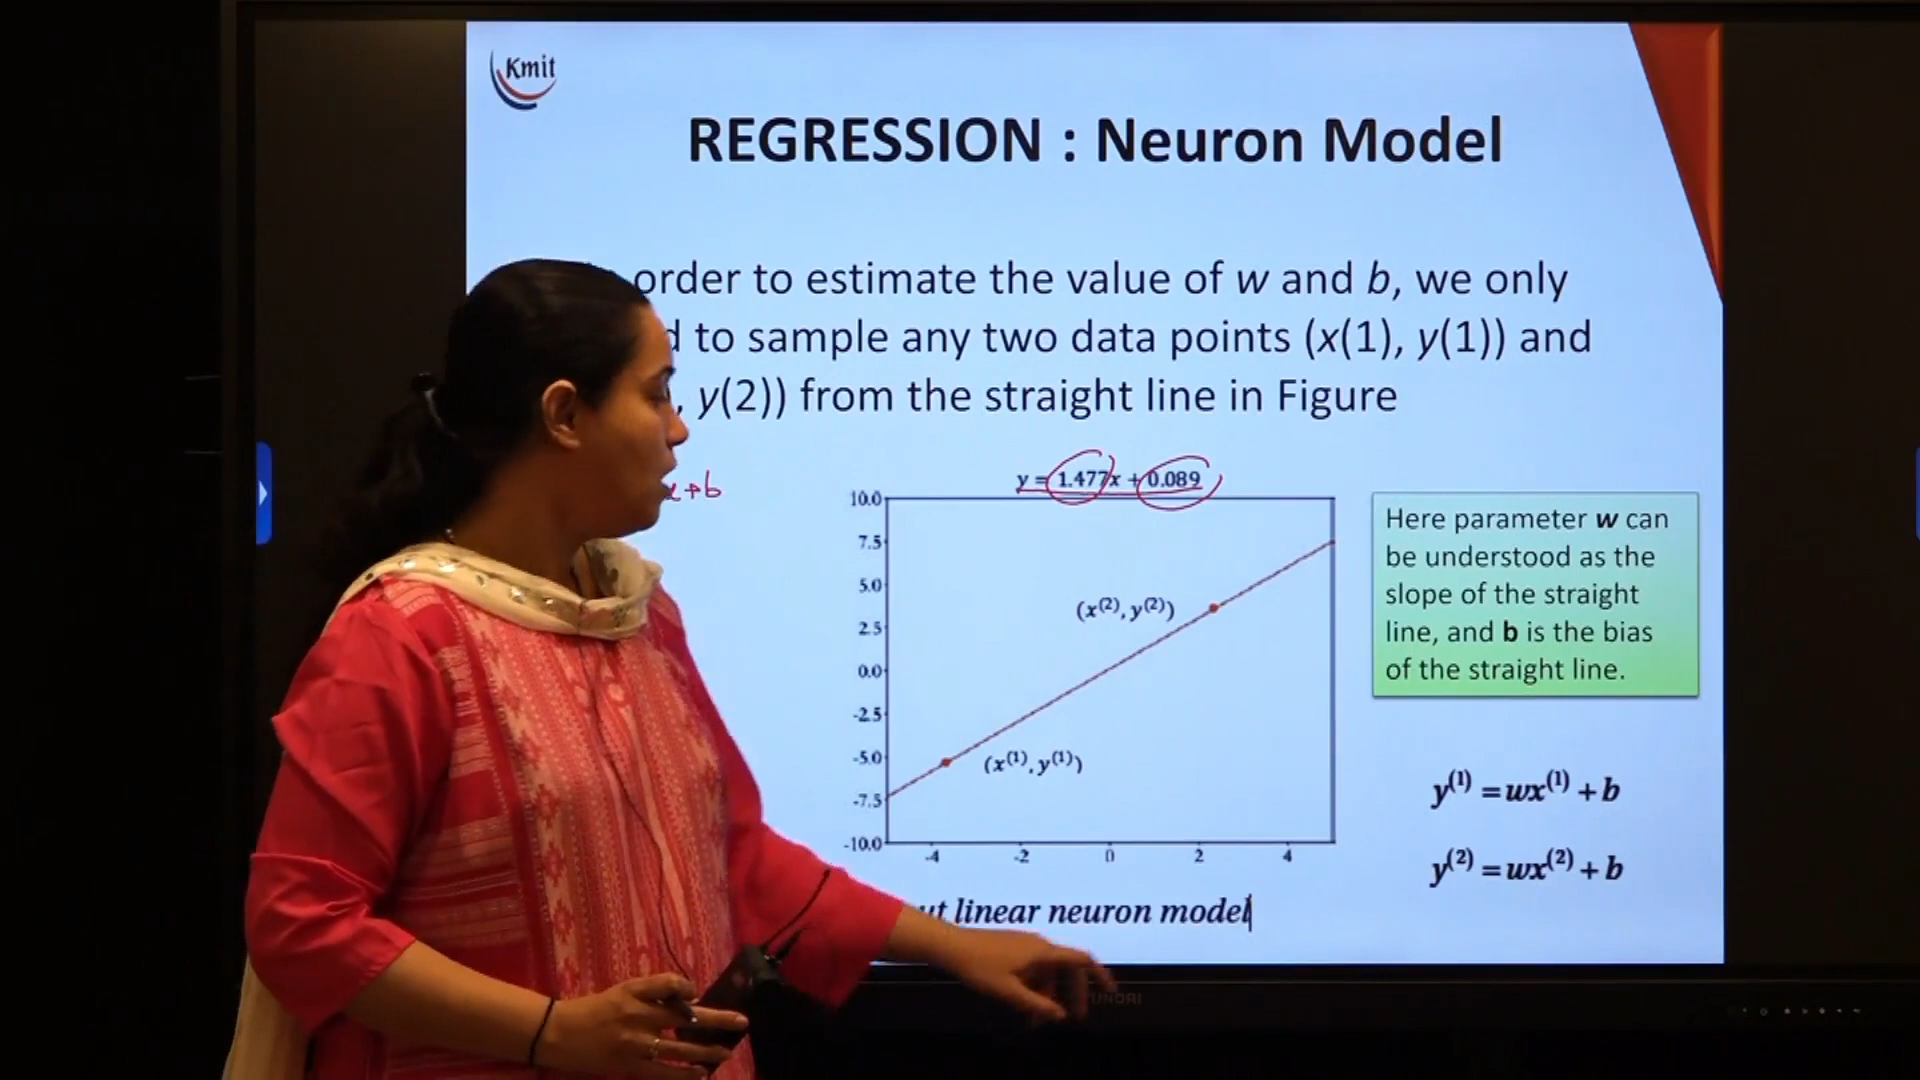 Kmit
REGRESSION : Neuron Model
order to estimate the value of w and b, we only
to sample any two data points (x(1), y(1)) and
, y(2)) from the straight line in Figure
x+b
y = 1.477x + 0.089
10.0
7.5
5.0
2.5
0.0
-2.5
-5.0
-7.5
-10.0
(x⁽²⁾, y⁽²⁾)
(x⁽¹⁾, y⁽¹⁾)
-4 -2 0 2 4
linear neuron model
Here parameter w can
be understood as the
slope of the straight
line, and b is the bias
of the straight line.
y⁽¹⁾ = wx⁽¹⁾ + b
y⁽²⁾ = wx⁽²⁾ + b